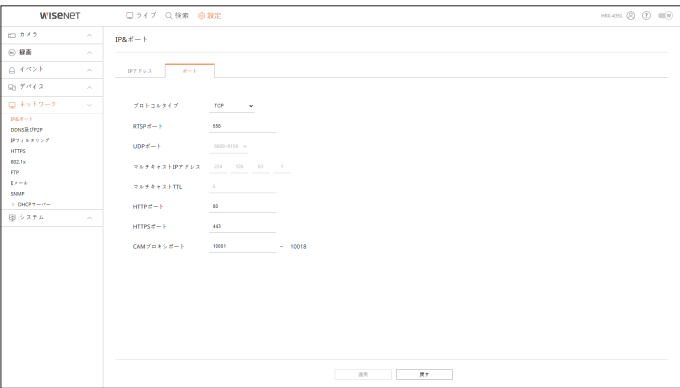 WISENET
ライブ 検索 設定
カメラ
録画
イベント
デバイス
ネットワーク
IP&ポート
DDNS及びP2P
IPフィルタリング
HTTPS
802.1x
FTP
Eメール
SNMP
DHCPサーバー
システム
IP&ポート
IPアドレス ポート
プロトコルタイプ TCP
RTSPポート 558
UDPポート 8000-8159
マルチキャストIPアドレス 224 126 63 1
マルチキャストTTL 5
HTTPポート 80
HTTPSポート 443
CAMプロキシポート 10001 ~ 10018
適用 戻す